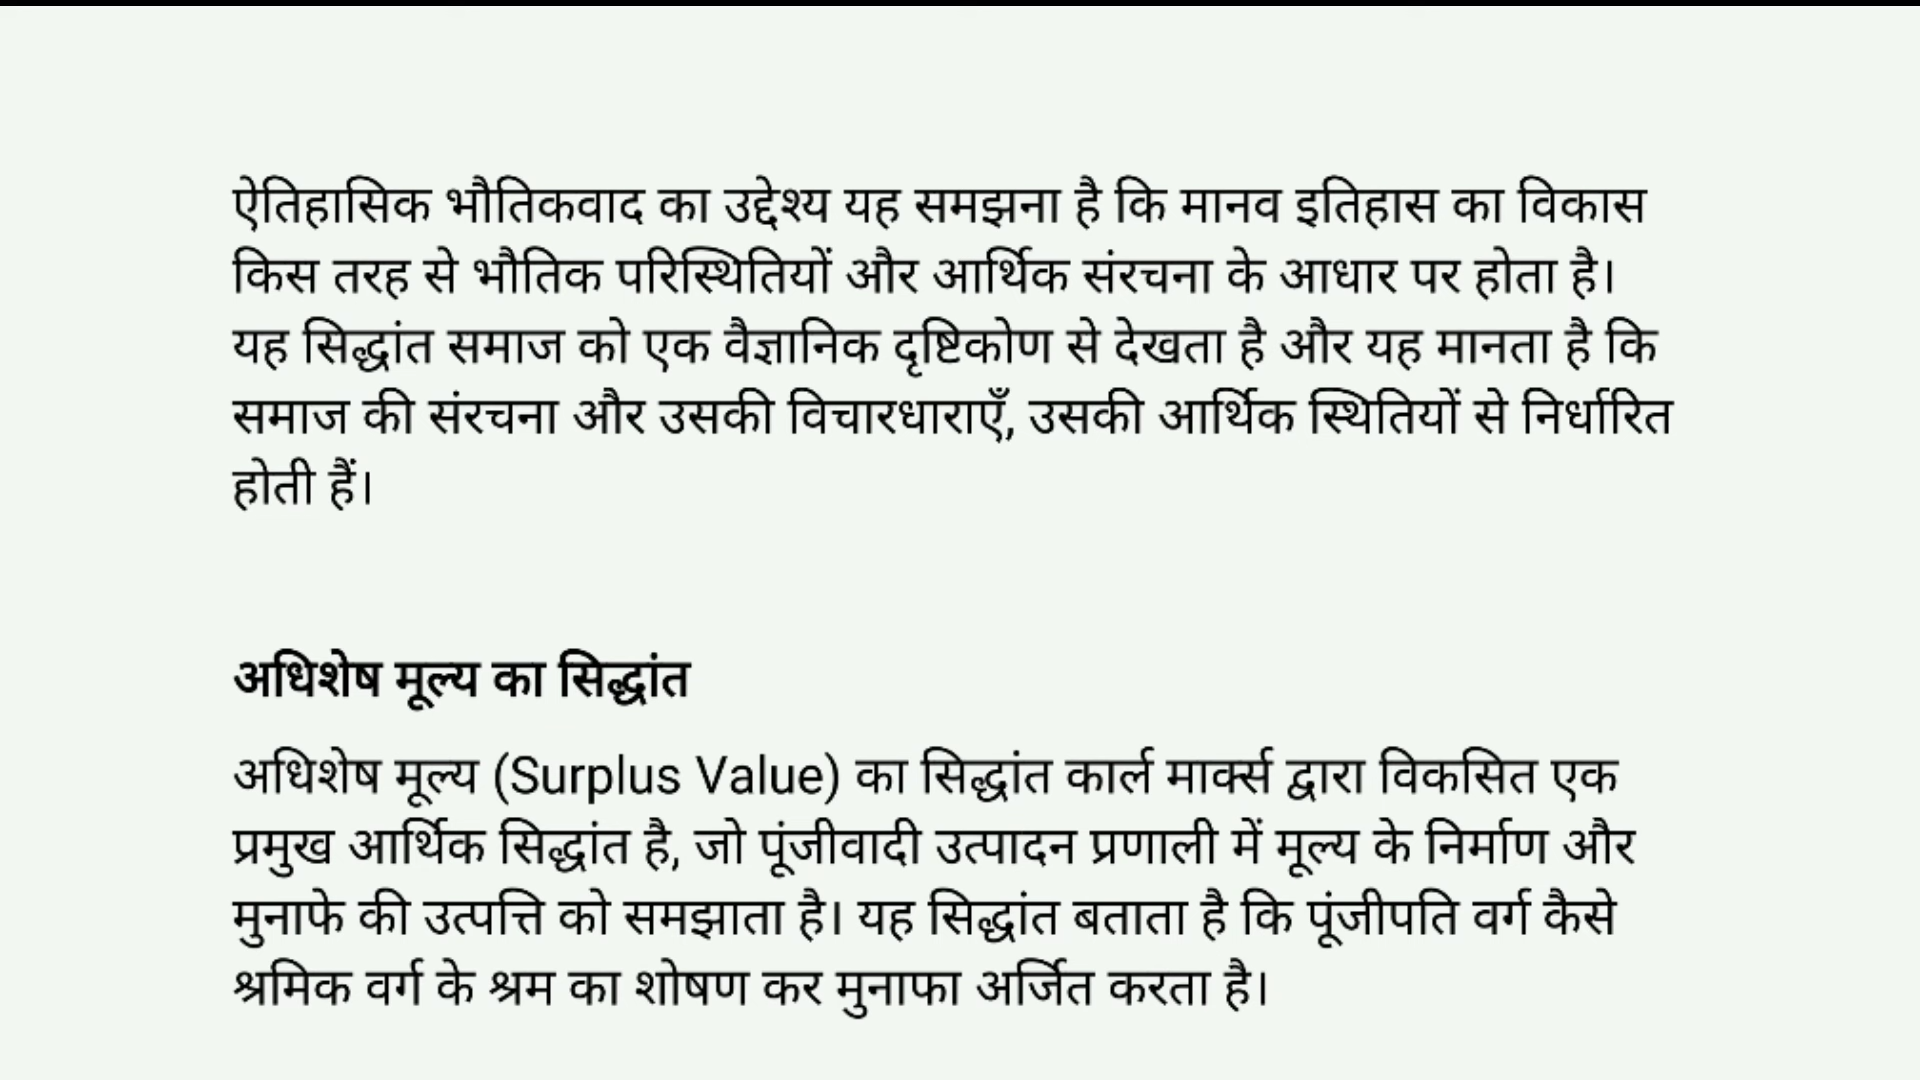 ऐतिहासिक भौतिकवाद का उद्देश्य यह समझना है कि मानव इतिहास का विकास
किस तरह से भौतिक परिस्थितियों और आर्थिक संरचना के आधार पर होता है।
यह सिद्धांत समाज को एक वैज्ञानिक दृष्टिकोण से देखता है और यह मानता है कि
समाज की संरचना और उसकी विचारधाराएँ, उसकी आर्थिक स्थितियों से निर्धारित
होती हैं।
अधिशेष मूल्य का सिद्धांत
अधिशेष मूल्य (Surplus Value) का सिद्धांत कार्ल मार्क्स द्वारा विकसित एक
प्रमुख आर्थिक सिद्धांत है, जो पूंजीवादी उत्पादन प्रणाली में मूल्य के निर्माण और
मुनाफे की उत्पत्ति को समझाता है। यह सिद्धांत बताता है कि पूंजीपति वर्ग कैसे
श्रमिक वर्ग के श्रम का शोषण कर मुनाफा अर्जित करता है।